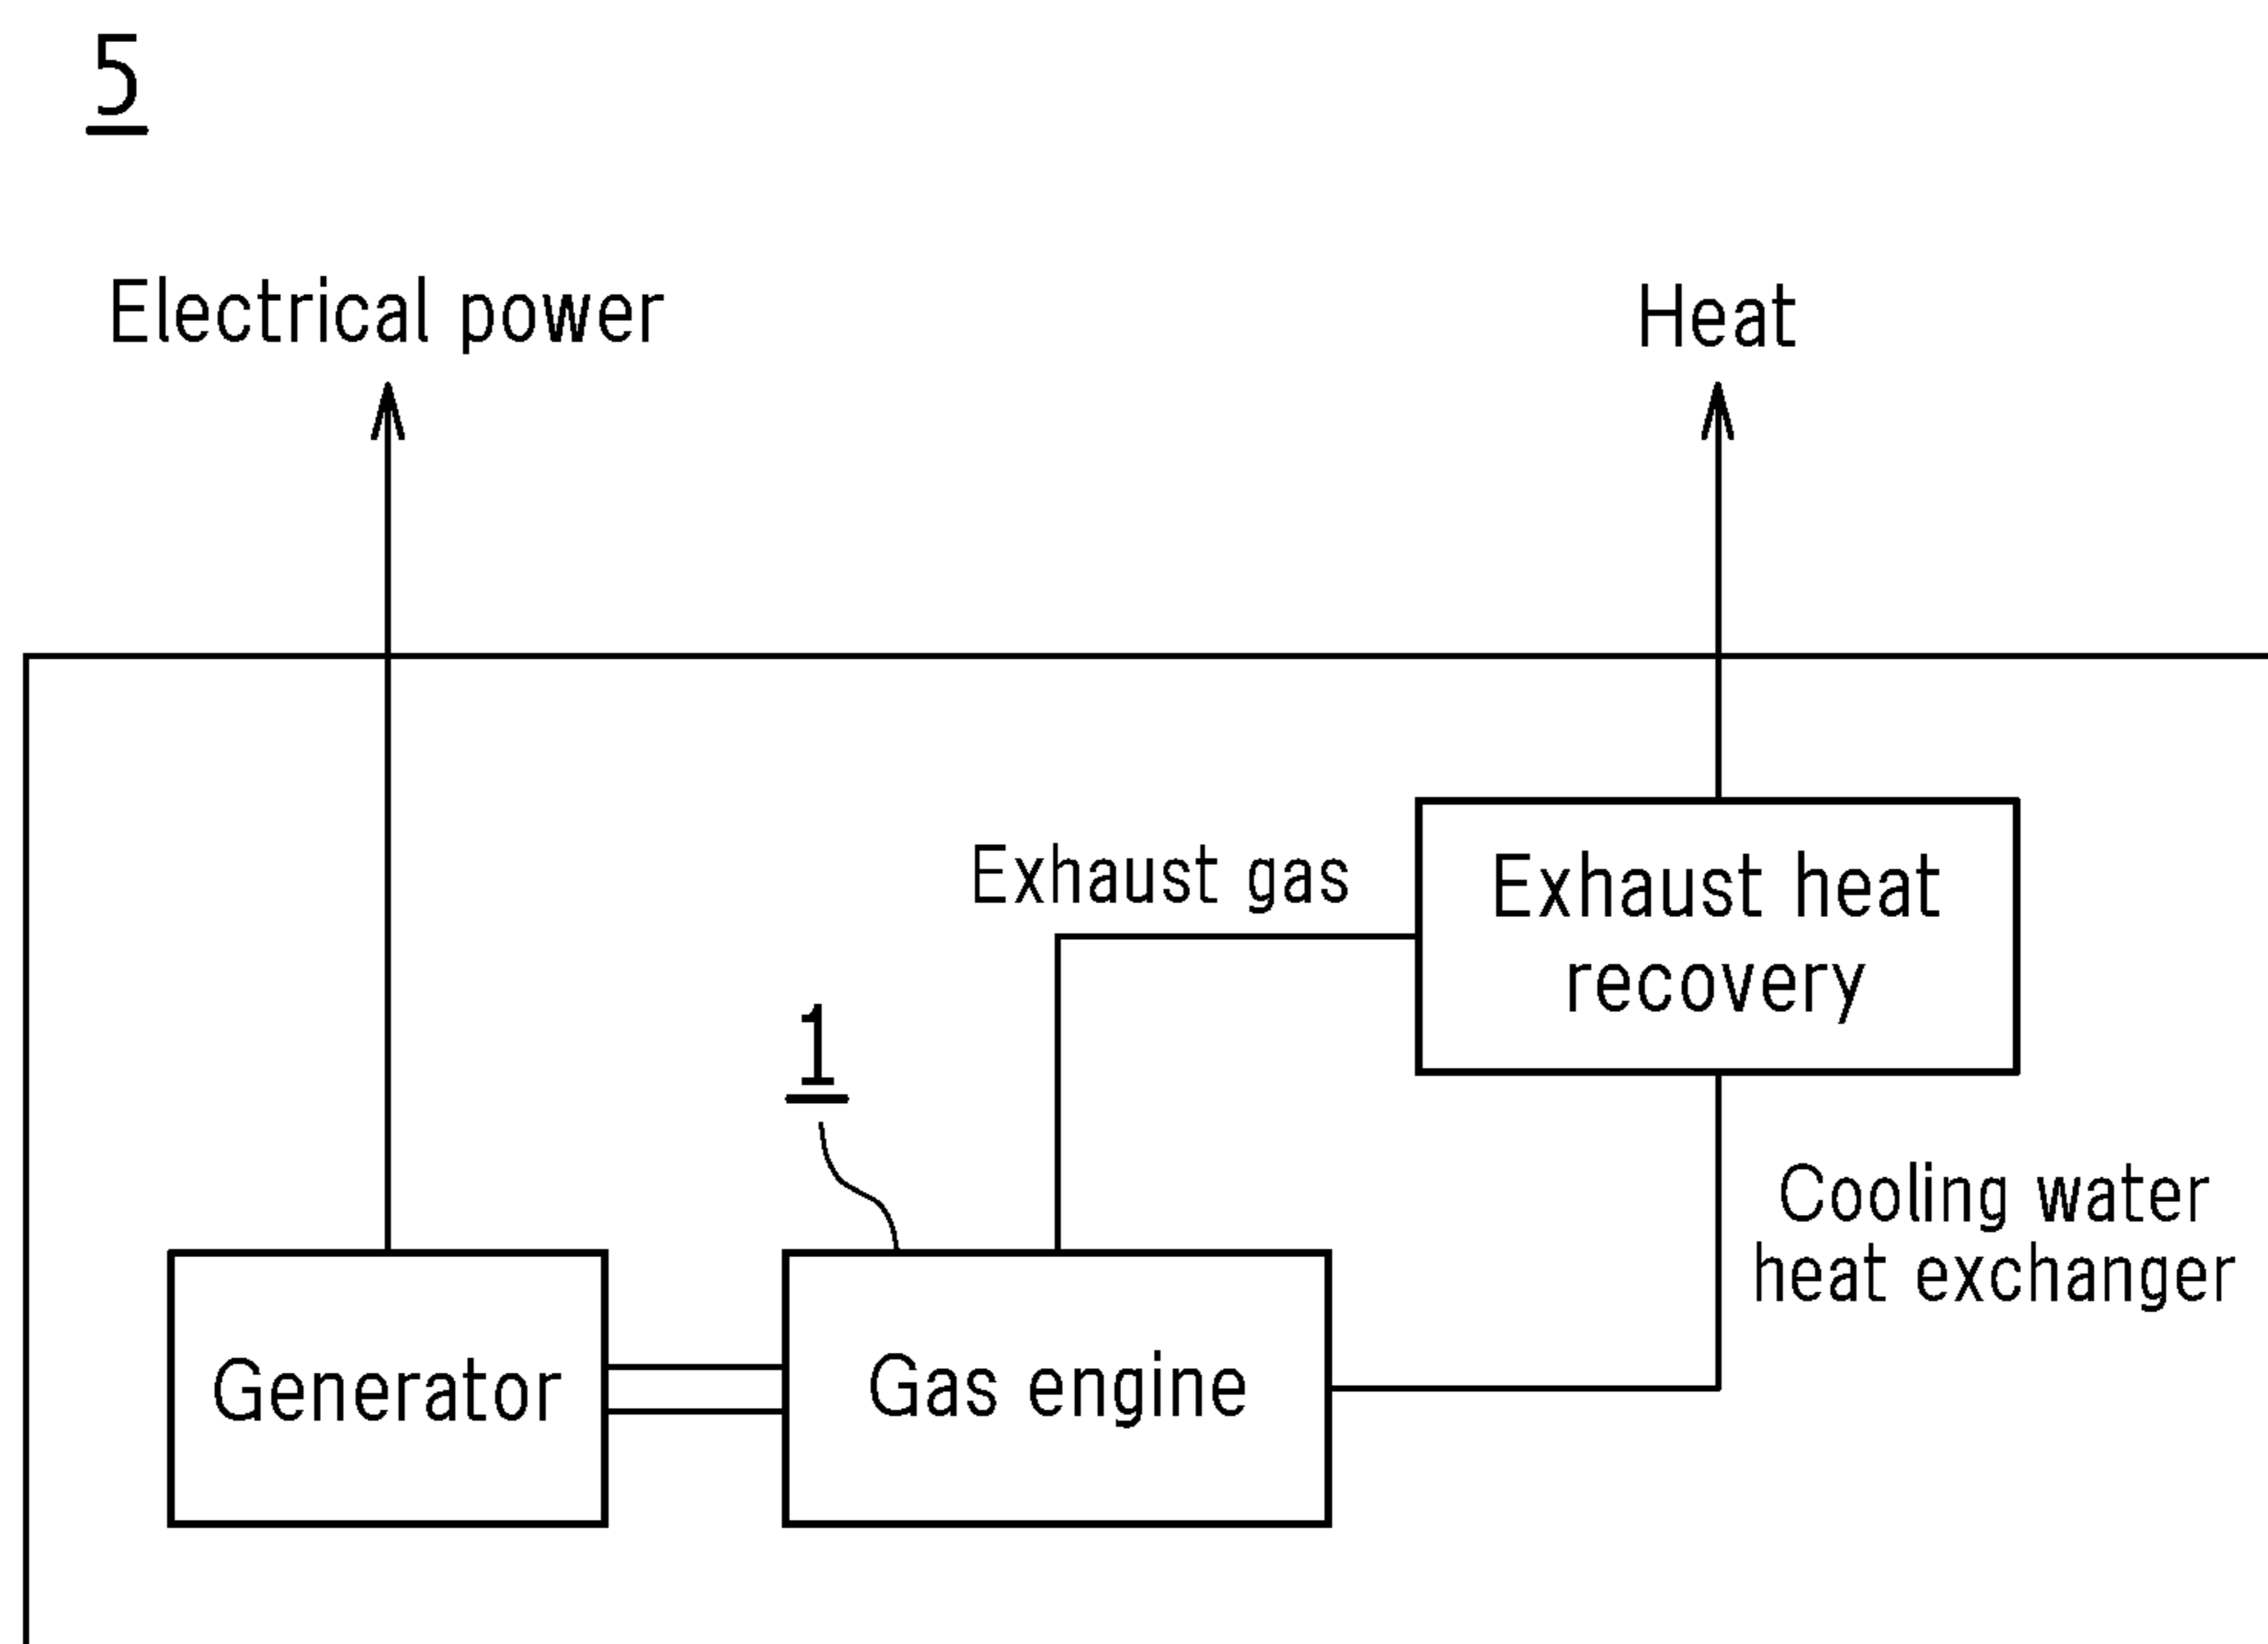 5
Electrical power
Heat
Exhaust gas
Exhaust heat
recovery
1
Cooling water
heat exchanger
Generator
Gas engine